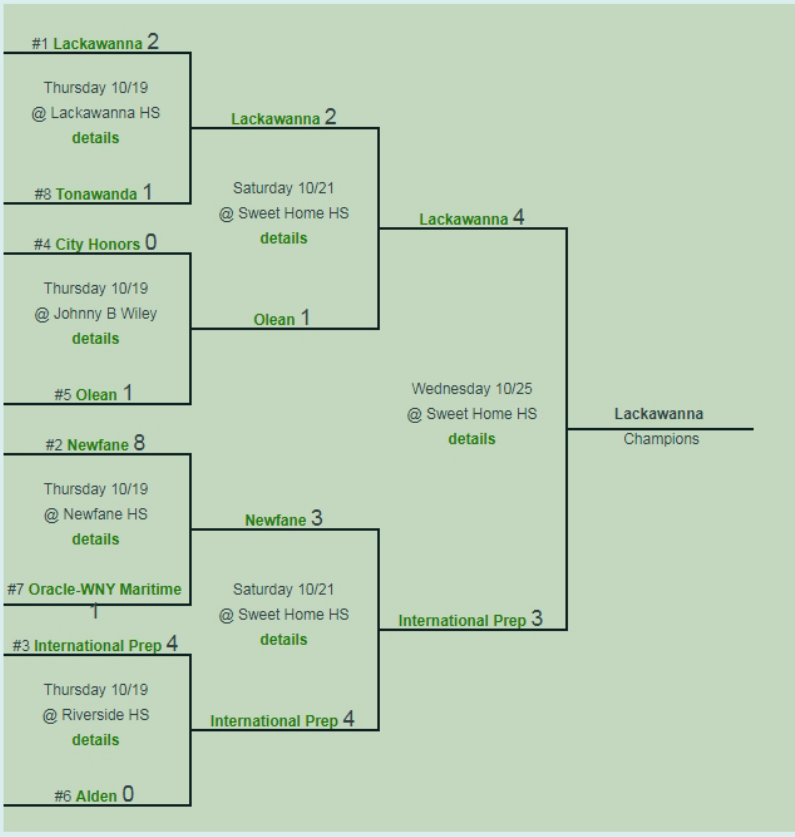 #1 Lackawanna 2
Thursday 10/19
@ Lackawanna HS
details
#8 Tonawanda 1
#4 City Honors 0
Thursday 10/19
@ Johnny B Wiley
details
#5 Olean 1
#2 Newfane 8
Thursday 10/19
@ Newfane HS
details
#7 Oracle-WNY Maritime
1
#3 International Prep 4
Thursday 10/19
@ Riverside HS
details
#6 Alden 0
Lackawanna 2
Saturday 10/21
@ Sweet Home HS
details
Olean 1
Newfane 3
Saturday 10/21
@ Sweet Home HS
details
International Prep 4
Lackawanna 4
Wednesday 10/25
@ Sweet Home HS
details
International Prep 3
Lackawanna
Champions